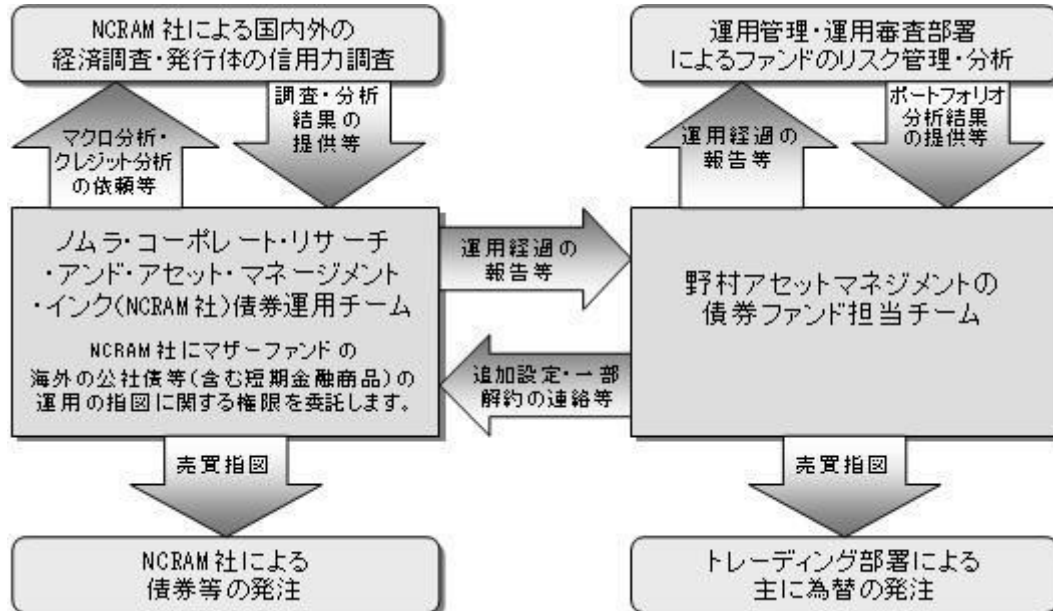 NCRAM社による国内外の
経済調査・発行体の信用力調査
運用管理・運用審査部署
によるファンドのリスク管理・分析
マクロ分析・
クレジット分析
の依頼等
調査・分析
結果の
提供等
運用経過の
報告等
ポートフォリオ
分析結果
の提供等
ノムラ・コーポレート・リサーチ
・アンド・アセット・マネージメント
・インク(NCRAM社)債券運用チーム
NCRAM社にマザーファンドの
海外の公社債等(含む短期金融商品)の
運用の指図に関する権限を委託します。
運用経過の
報告等
追加設定・一部
解約の連絡等
野村アセットマネジメントの
債券ファンド担当チーム
売買指図
売買指図
NCRAM社による
債券等の発注
トレーディング部署による
主に為替の発注